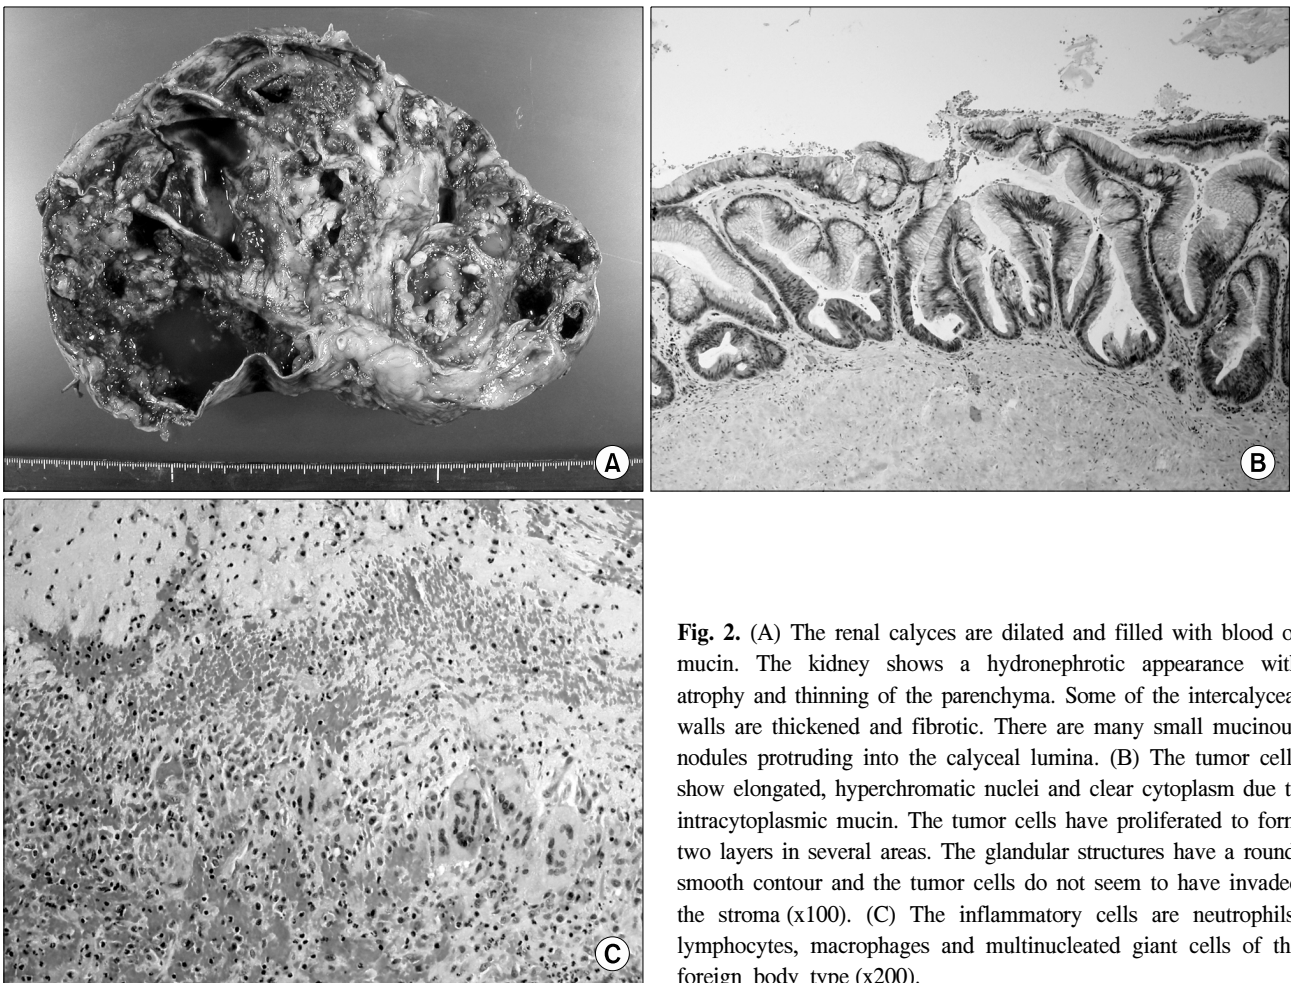 A
B
C
Fig. 2. (A) The renal calyces are dilated and filled with blood o
mucin. The kidney shows a hydronephrotic appearance wit
atrophy and thinning of the parenchyma. Some of the intercalycea
walls are thickened and fibrotic. There are many small mucinou
nodules protruding into the calyceal lumina. (B) The tumor cell
show elongated, hyperchromatic nuclei and clear cytoplasm due t
intracytoplasmic mucin. The tumor cells have proliferated to form
two layers in several areas. The glandular structures have a round
smooth contour and the tumor cells do not seem to have invade
the stroma (x100). (C) The inflammatory cells are neutrophils
lymphocytes, macrophages and multinucleated giant cells of th
foreign body type (x200).